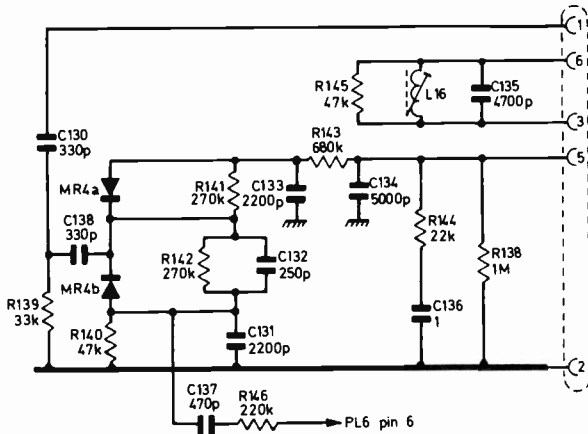 1
6
R145
47k
L16
C135
4700p
3
C130
330p
R143
680k
5
MR4a
R141
270k
C133
2200p
C134
5000p
C138
330p
R144
22k
R142
270k
C132
250p
R138
1M
MR4b
R139
33k
R140
47k
C131
2200p
C136
1
2
C137
470p
R146
220k
PL6 pin 6